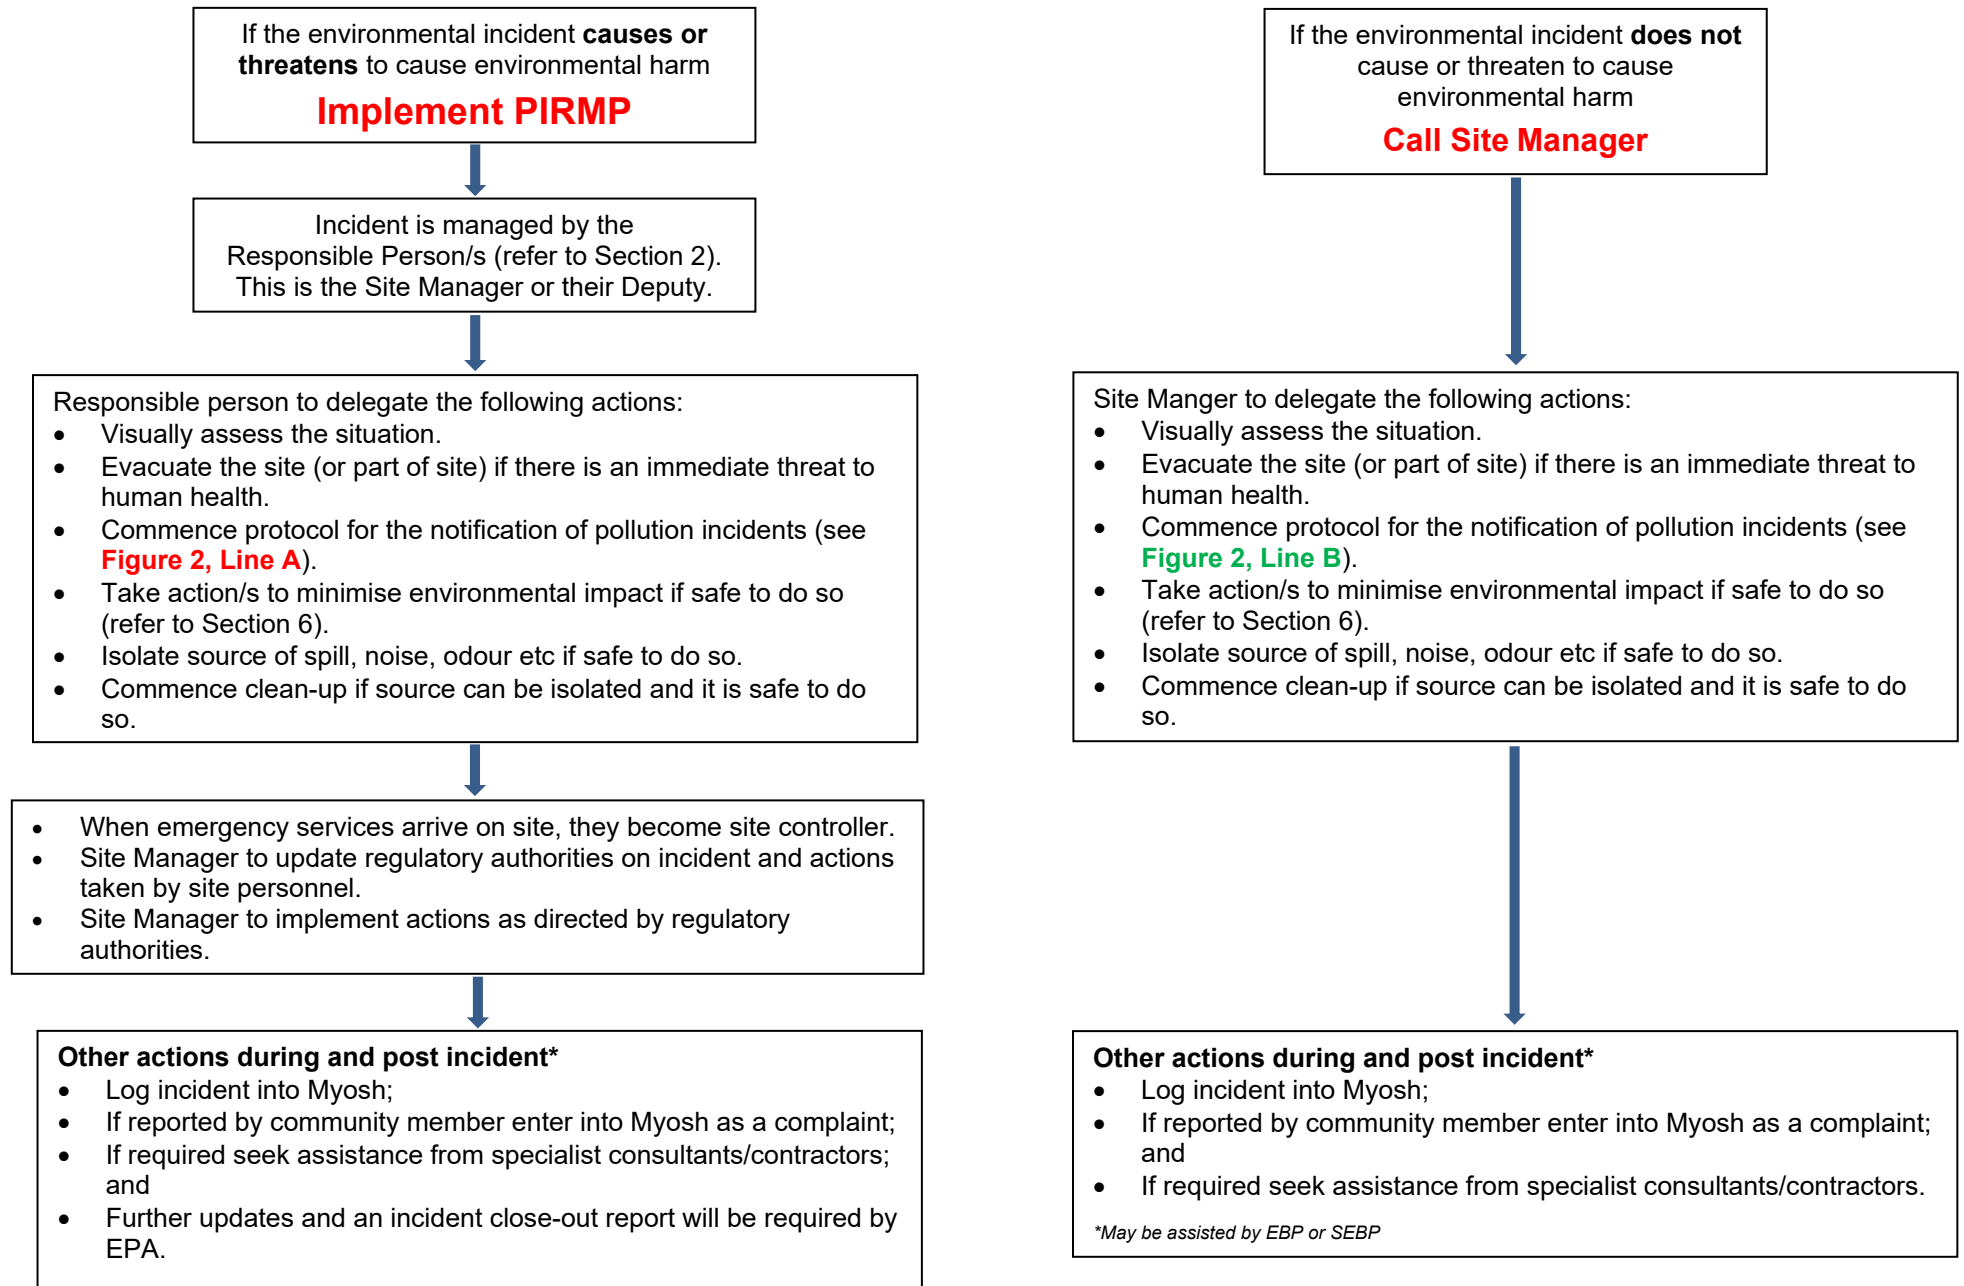 If the environmental incident causes or
threatens to cause environmental harm
Implement PIRMP
Incident is managed by the
Responsible Person/s (refer to Section 2).
This is the Site Manager or their Deputy.
Responsible person to delegate the following actions:
• Visually assess the situation.
• Evacuate the site (or part of site) if there is an immediate threat to
human health.
• Commence protocol for the notification of pollution incidents (see
Figure 2, Line A).
• Take action/s to minimise environmental impact if safe to do so
(refer to Section 6).
• Isolate source of spill, noise, odour etc if safe to do so.
• Commence clean-up if source can be isolated and it is safe to do
so.
• When emergency services arrive on site, they become site controller.
• Site Manager to update regulatory authorities on incident and actions
taken by site personnel.
• Site Manager to implement actions as directed by regulatory
authorities.
Other actions during and post incident*
• Log incident into Myosh;
• If reported by community member enter into Myosh as a complaint;
• If required seek assistance from specialist consultants/contractors;
and
• Further updates and an incident close-out report will be required by
EPA.
If the environmental incident does not
cause or threaten to cause
environmental harm
Call Site Manager
Site Manger to delegate the following actions:
• Visually assess the situation.
• Evacuate the site (or part of site) if there is an immediate threat to
human health.
• Commence protocol for the notification of pollution incidents (see
Figure 2, Line B).
• Take action/s to minimise environmental impact if safe to do so
(refer to Section 6).
• Isolate source of spill, noise, odour etc if safe to do so.
• Commence clean-up if source can be isolated and it is safe to do
so.
Other actions during and post incident*
• Log incident into Myosh;
• If reported by community member enter into Myosh as a complaint;
and
• If required seek assistance from specialist consultants/contractors.
*May be assisted by EBP or SEBP